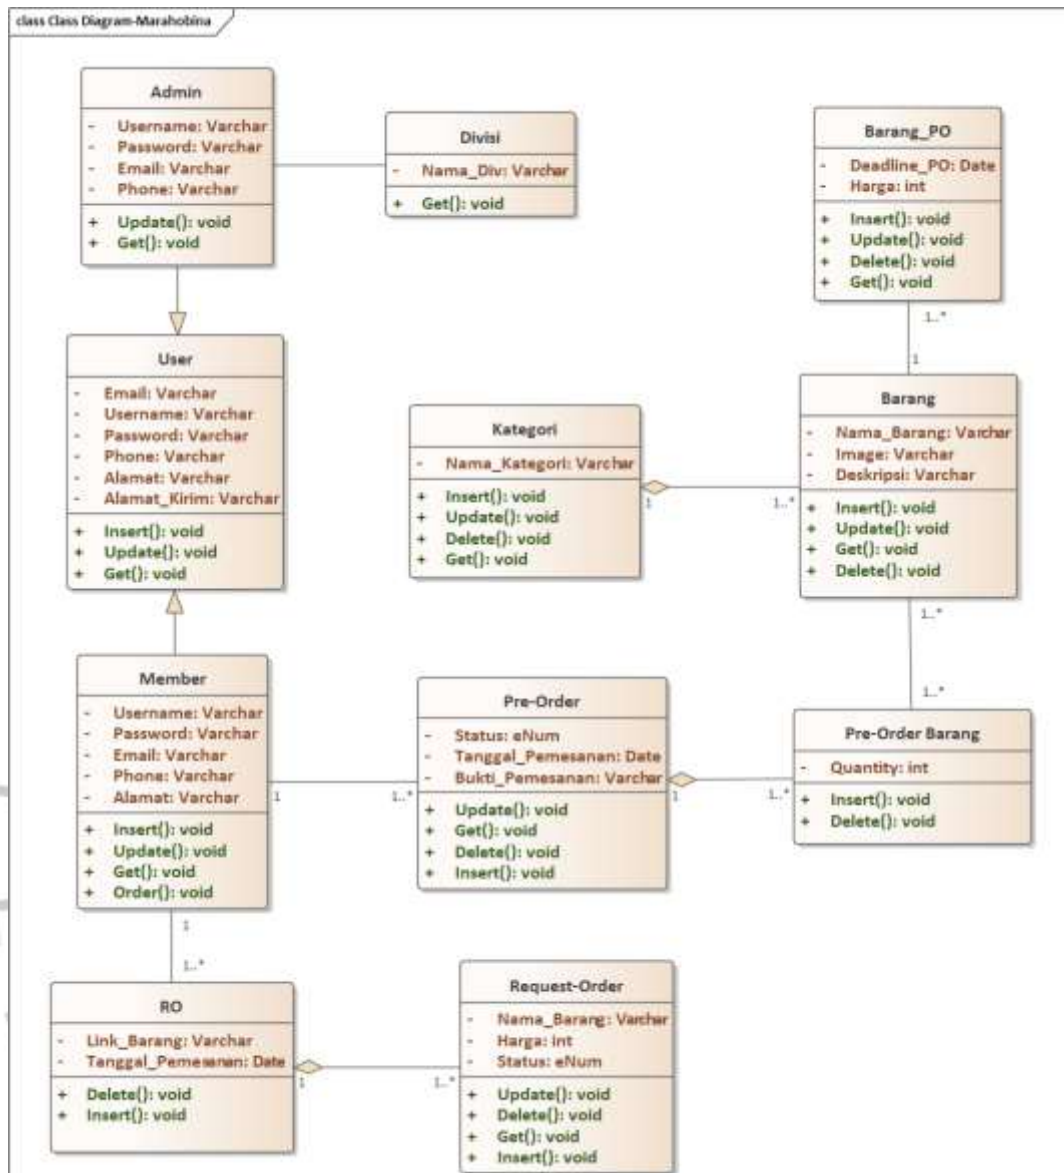 class Class Diagram-Marahobina
Admin
- Username: Varchar
- Password: Varchar
- Email: Varchar
- Phone: Varchar
+ Update(): void
+ Get(): void
Divisi
- Nama_Div: Varchar
+ Get(): void
Barang_PO
- Deadline_PO: Date
- Harga: int
+ Insert(): void
+ Update(): void
+ Delete(): void
+ Get(): void
1..*
1
User
- Email: Varchar
- Username: Varchar
- Password: Varchar
- Phone: Varchar
- Alamat: Varchar
- Alamat_Kirim: Varchar
+ Insert(): void
+ Update(): void
+ Get(): void
Kategori
- Nama_Kategori: Varchar
+ Insert(): void
+ Update(): void
+ Delete(): void
+ Get(): void
1
1..*
Barang
- Nama_Barang: Varchar
- Image: Varchar
- Deskripsi: Varchar
+ Insert(): void
+ Update(): void
+ Get(): void
+ Delete(): void
1..*
1..*
Member
- Username: Varchar
- Password: Varchar
- Email: Varchar
- Phone: Varchar
- Alamat: Varchar
+ Insert(): void
+ Update(): void
+ Get(): void
+ Order(): void
1
1..*
Pre-Order
- Status: eNum
- Tanggal_Pemesanan: Date
- Bukti_Pemesanan: Varchar
+ Update(): void
+ Get(): void
+ Delete(): void
+ Insert(): void
1
1..*
Pre-Order Barang
- Quantity: int
+ Insert(): void
+ Delete(): void
1
1..*
RO
- Link_Barang: Varchar
- Tanggal_Pemesanan: Date
+ Delete(): void
+ Insert(): void
1
1..*
Request-Order
- Nama_Barang: Varchar
- Harga: Int
- Status: eNum
+ Update(): void
+ Delete(): void
+ Get(): void
+ Insert(): void